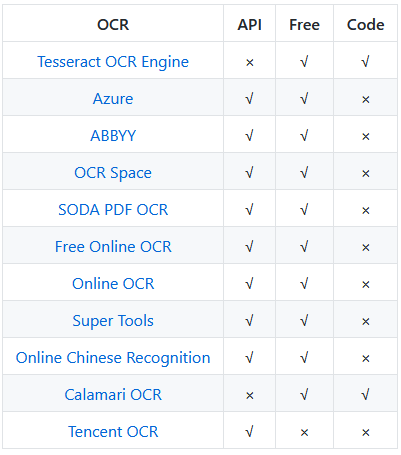 OCR API Free Code
Tesseract OCR Engine × √ √
Azure √ √ ×
ABBYY √ √ ×
OCR Space √ √ ×
SODA PDF OCR √ √ ×
Free Online OCR √ √ ×
Online OCR √ √ ×
Super Tools √ √ ×
Online Chinese Recognition √ √ ×
Calamari OCR × √ √
Tencent OCR √ × ×